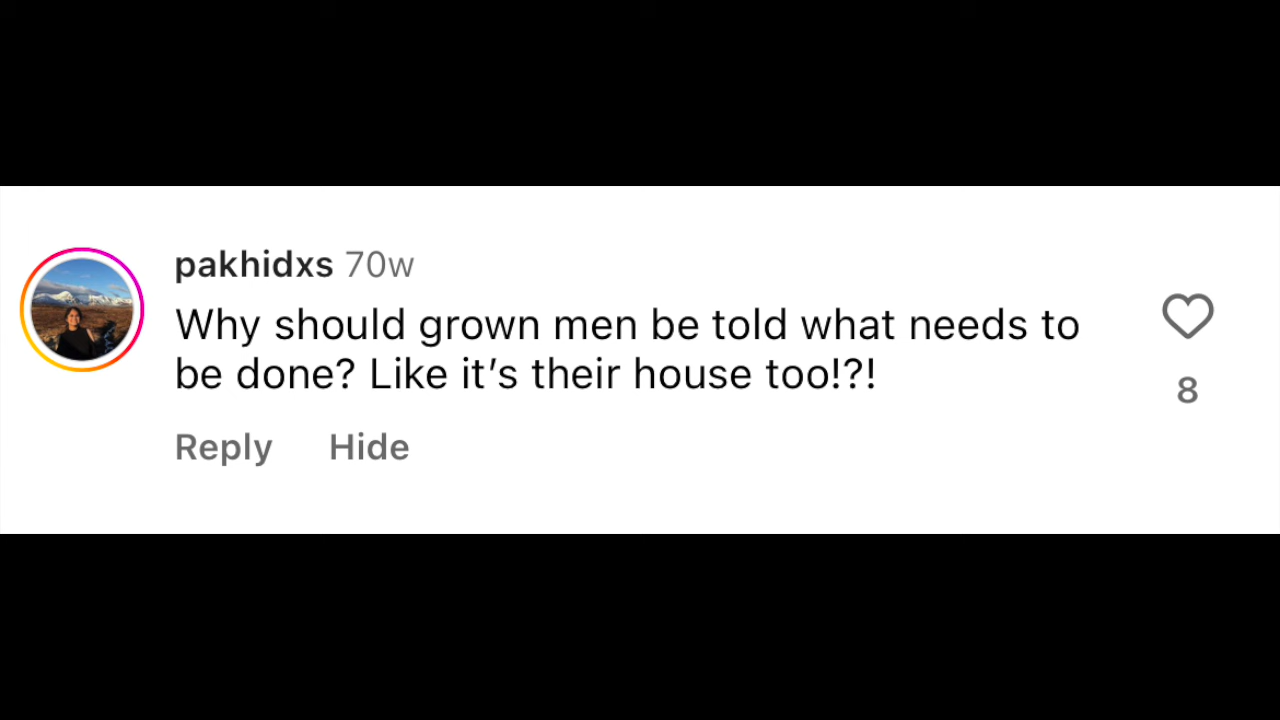 pakhidxs 70w
Why should grown men be told what needs to
be done? Like it’s their house too!?!
8
Reply Hide